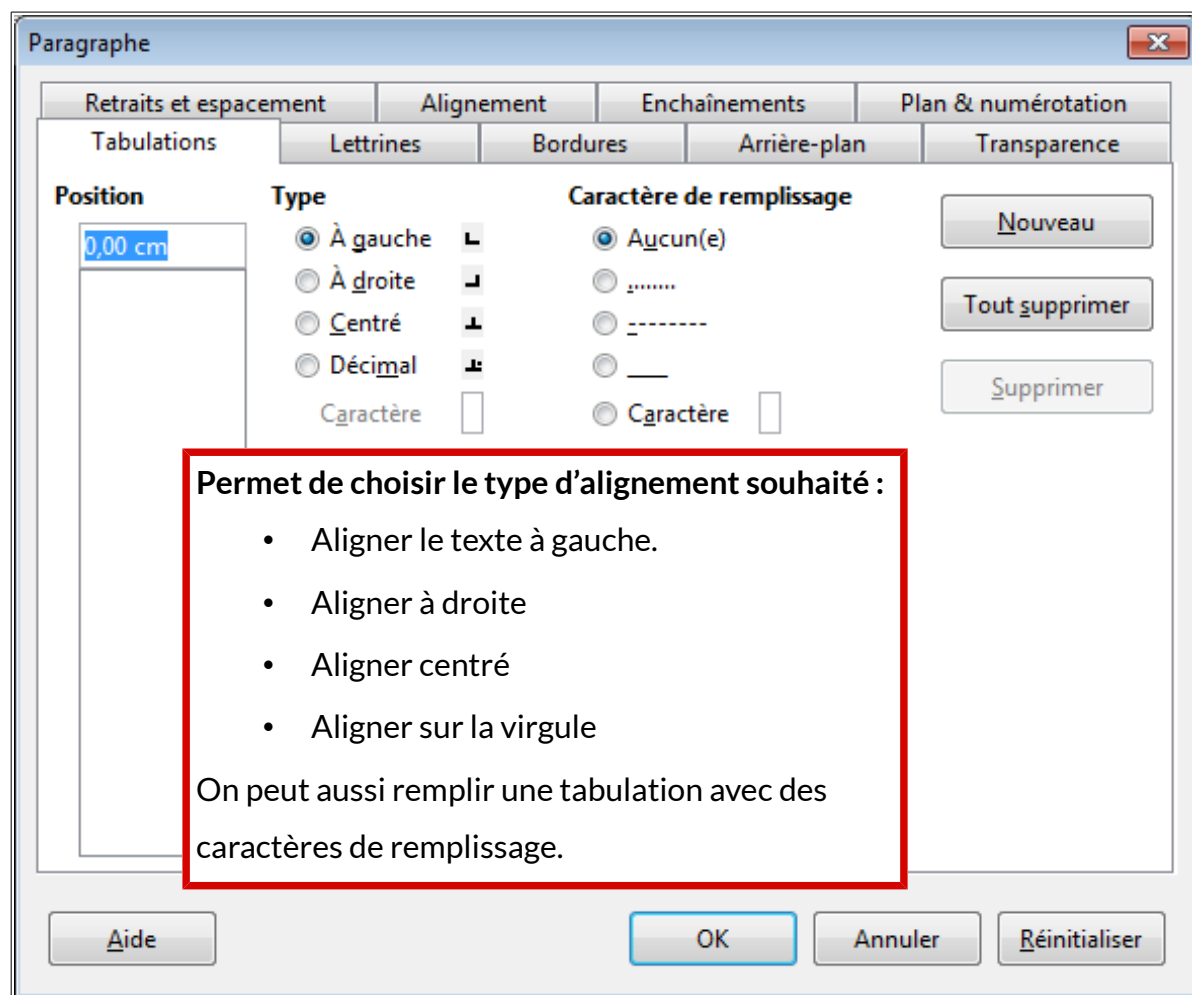 Paragraphe
Retraits et espacement Alignement Enchaînements Plan & numérotation
Tabulations Lettrines Bordures Arrière-plan Transparence
Position Type Caractère de remplissage
0,00 cm À gauche Aucun(e) Nouveau
À droite ........
Centré -------- Tout supprimer
Décimal ___
Caractère Caractère Supprimer
Permet de choisir le type d’alignement souhaité :
• Aligner le texte à gauche.
• Aligner à droite
• Aligner centré
• Aligner sur la virgule
On peut aussi remplir une tabulation avec des
caractères de remplissage.
Aide OK Annuler Réinitialiser